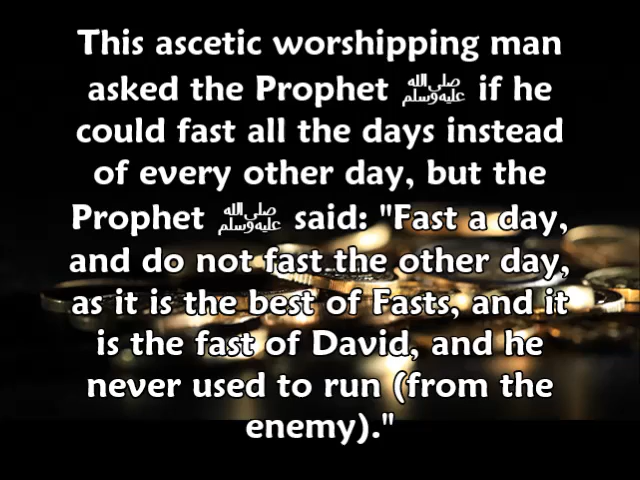 This ascetic worshipping man
asked the Prophet ﷺ if he
could fast all the days instead
of every other day, but the
Prophet ﷺ said: "Fast a day,
and do not fast the other day,
as it is the best of Fasts, and it
is the fast of David, and he
never used to run (from the
enemy)."